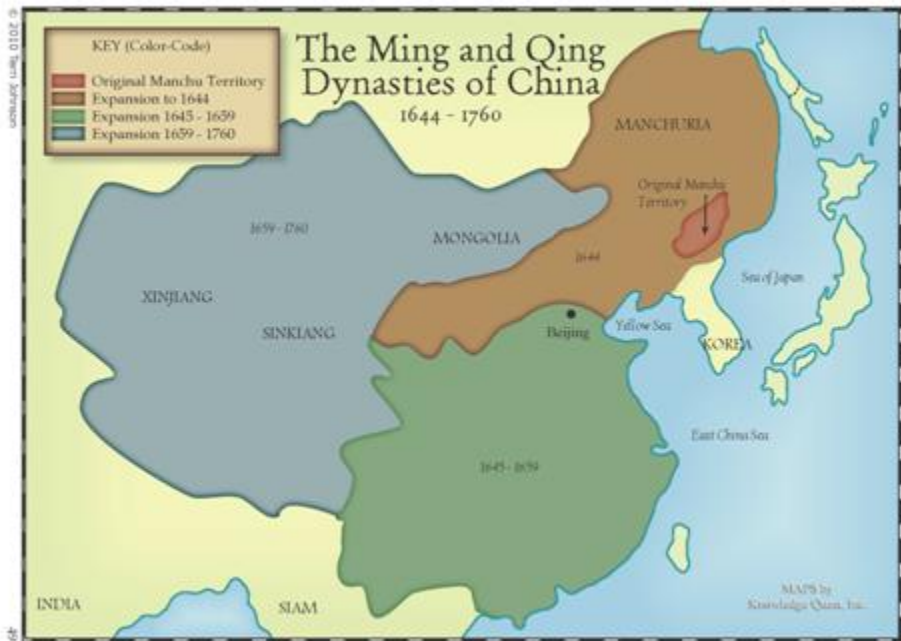 © 2010 Terri Johnson
KEY (Color-Code)
Original Manchu Territory
Expansion to 1644
Expansion 1645 - 1659
Expansion 1659 - 1760
The Ming and Qing
Dynasties of China
1644 - 1760
MANCHURIA
Original Manchu
Territory
1659 - 1760
MONGOLIA
1644
Sea of Japan
XINJIANG
SINKIANG
Beijing
Yellow Sea
KOREA
East China Sea
1645 - 1659
INDIA
SIAM
MAPS by
Knowledge Quest, Inc.
49